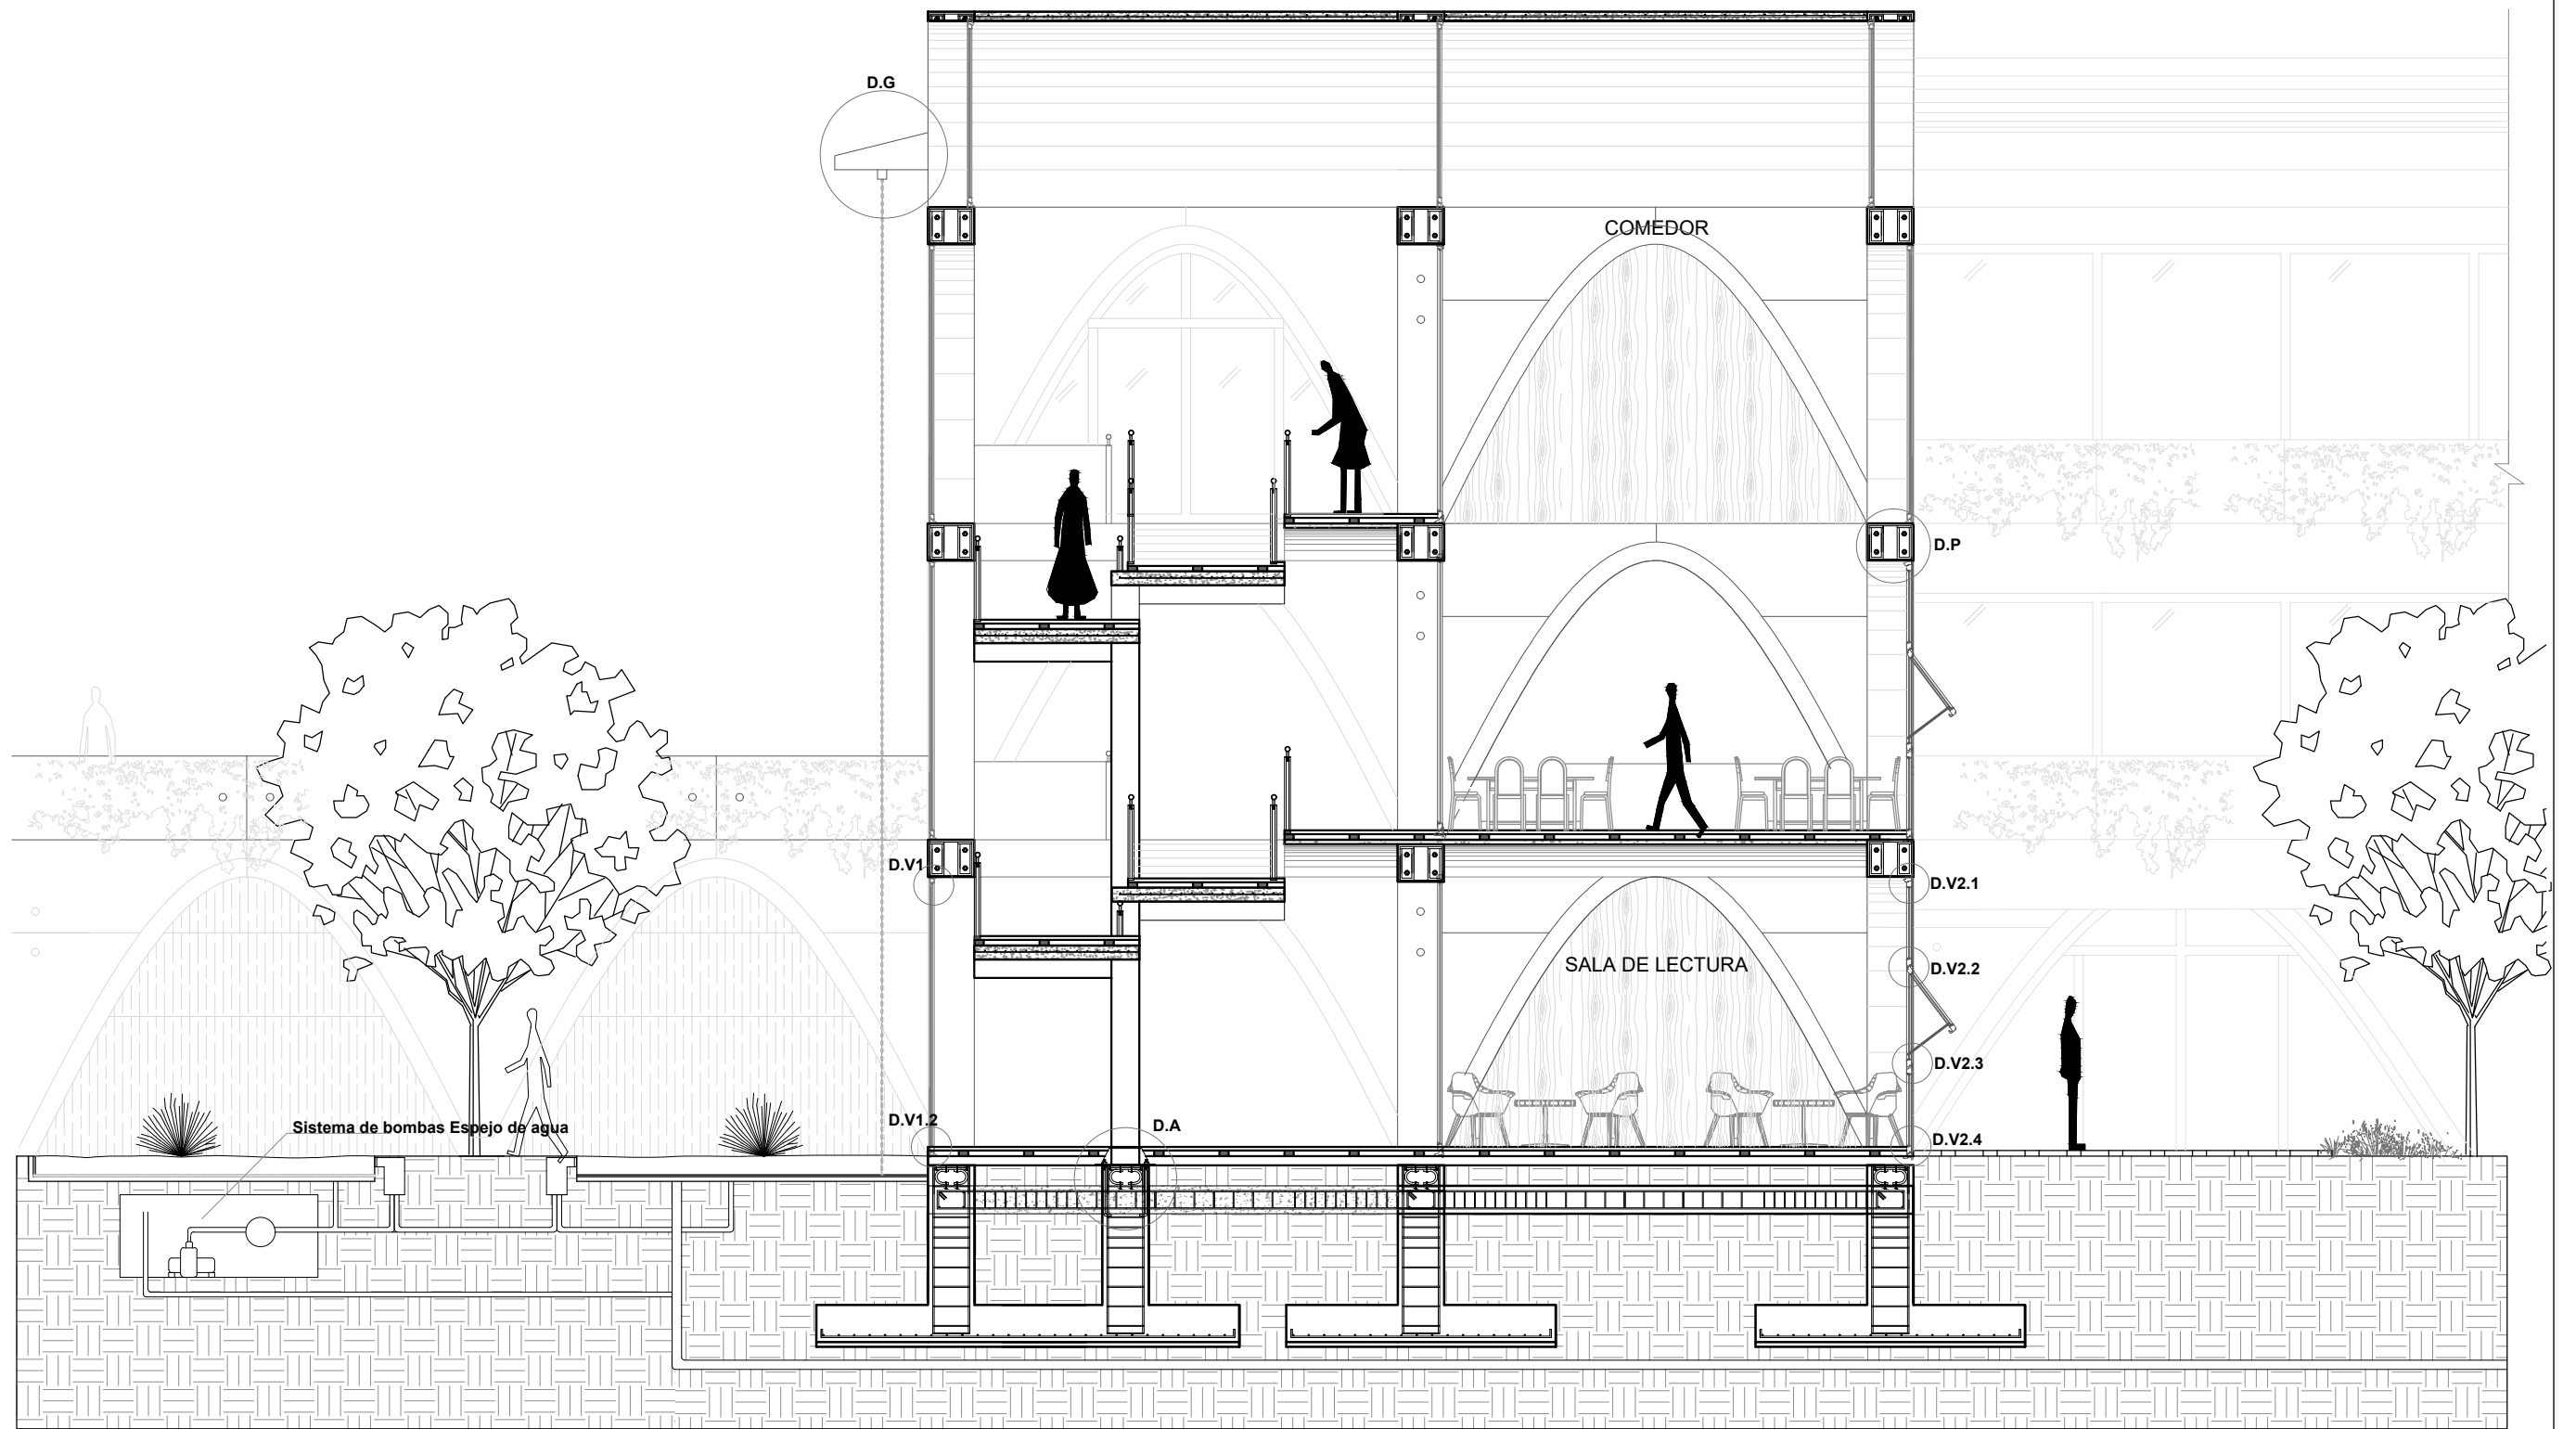 D.G
COMEDOR
D.P
D.V1
D.V2.1
SALA DE LECTURA
D.V2.2
D.V2.3
D.V1.2
Sistema de bombas Espejo de agua
D.A
D.V2.4